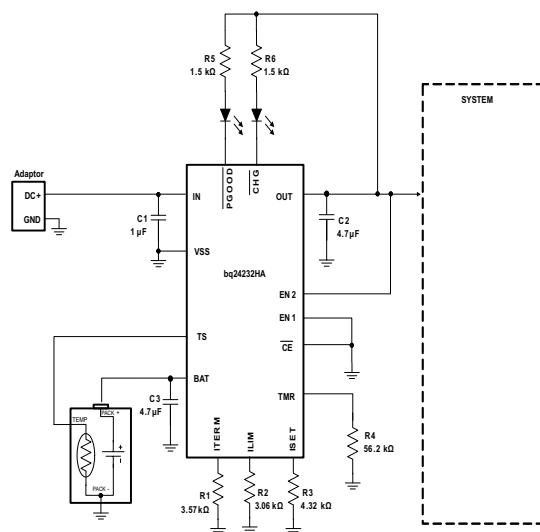 R5
1.5 kΩ
R6
1.5 kΩ
SYSTEM
Adaptor
DC+
GND
C1
1 µF
IN
PGOOD
CHG
OUT
C2
4.7µF
VSS
bq24232HA
EN 2
EN 1
CE
TS
BAT
TMR
C3
4.7µF
R4
56.2 kΩ
TEMP
PACK +
PACK -
ITERM
ILIM
ISET
R1
3.57kΩ
R2
3.06 kΩ
R3
4.32 kΩ